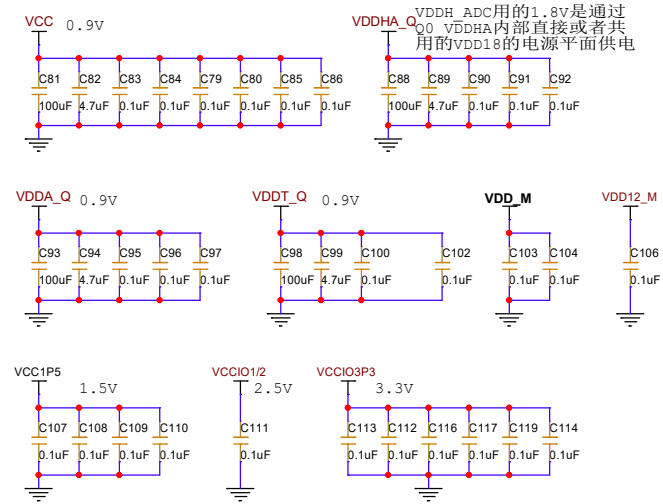 VCC 0.9V
C81 C82 C83 C84 C79 C80 C85 C86
100uF 4.7uF 0.1uF 0.1uF 0.1uF 0.1uF 0.1uF 0.1uF
VDDHA_Q
VDDH_ADC用的1.8V是通过
Q0 VDDHA内部直接或者共
用的VDD18的电源平面供电
C88 C89 C90 C91 C92
100uF 4.7uF 0.1uF 0.1uF 0.1uF
VDDA_Q 0.9V
C93 C94 C95 C96 C97
100uF 4.7uF 0.1uF 0.1uF 0.1uF
VDDT_Q 0.9V
C98 C99 C100 C102
100uF 4.7uF 0.1uF 0.1uF
VDD_M
C103 C104
0.1uF 0.1uF
VDD12_M
C106
0.1uF
VCC1P5 1.5V
C107 C108 C109 C110
0.1uF 0.1uF 0.1uF 0.1uF
VCCIO1/2 2.5V
C111
0.1uF
VCCIO3P3 3.3V
C113 C112 C116 C117 C119 C114
0.1uF 0.1uF 0.1uF 0.1uF 0.1uF 0.1uF